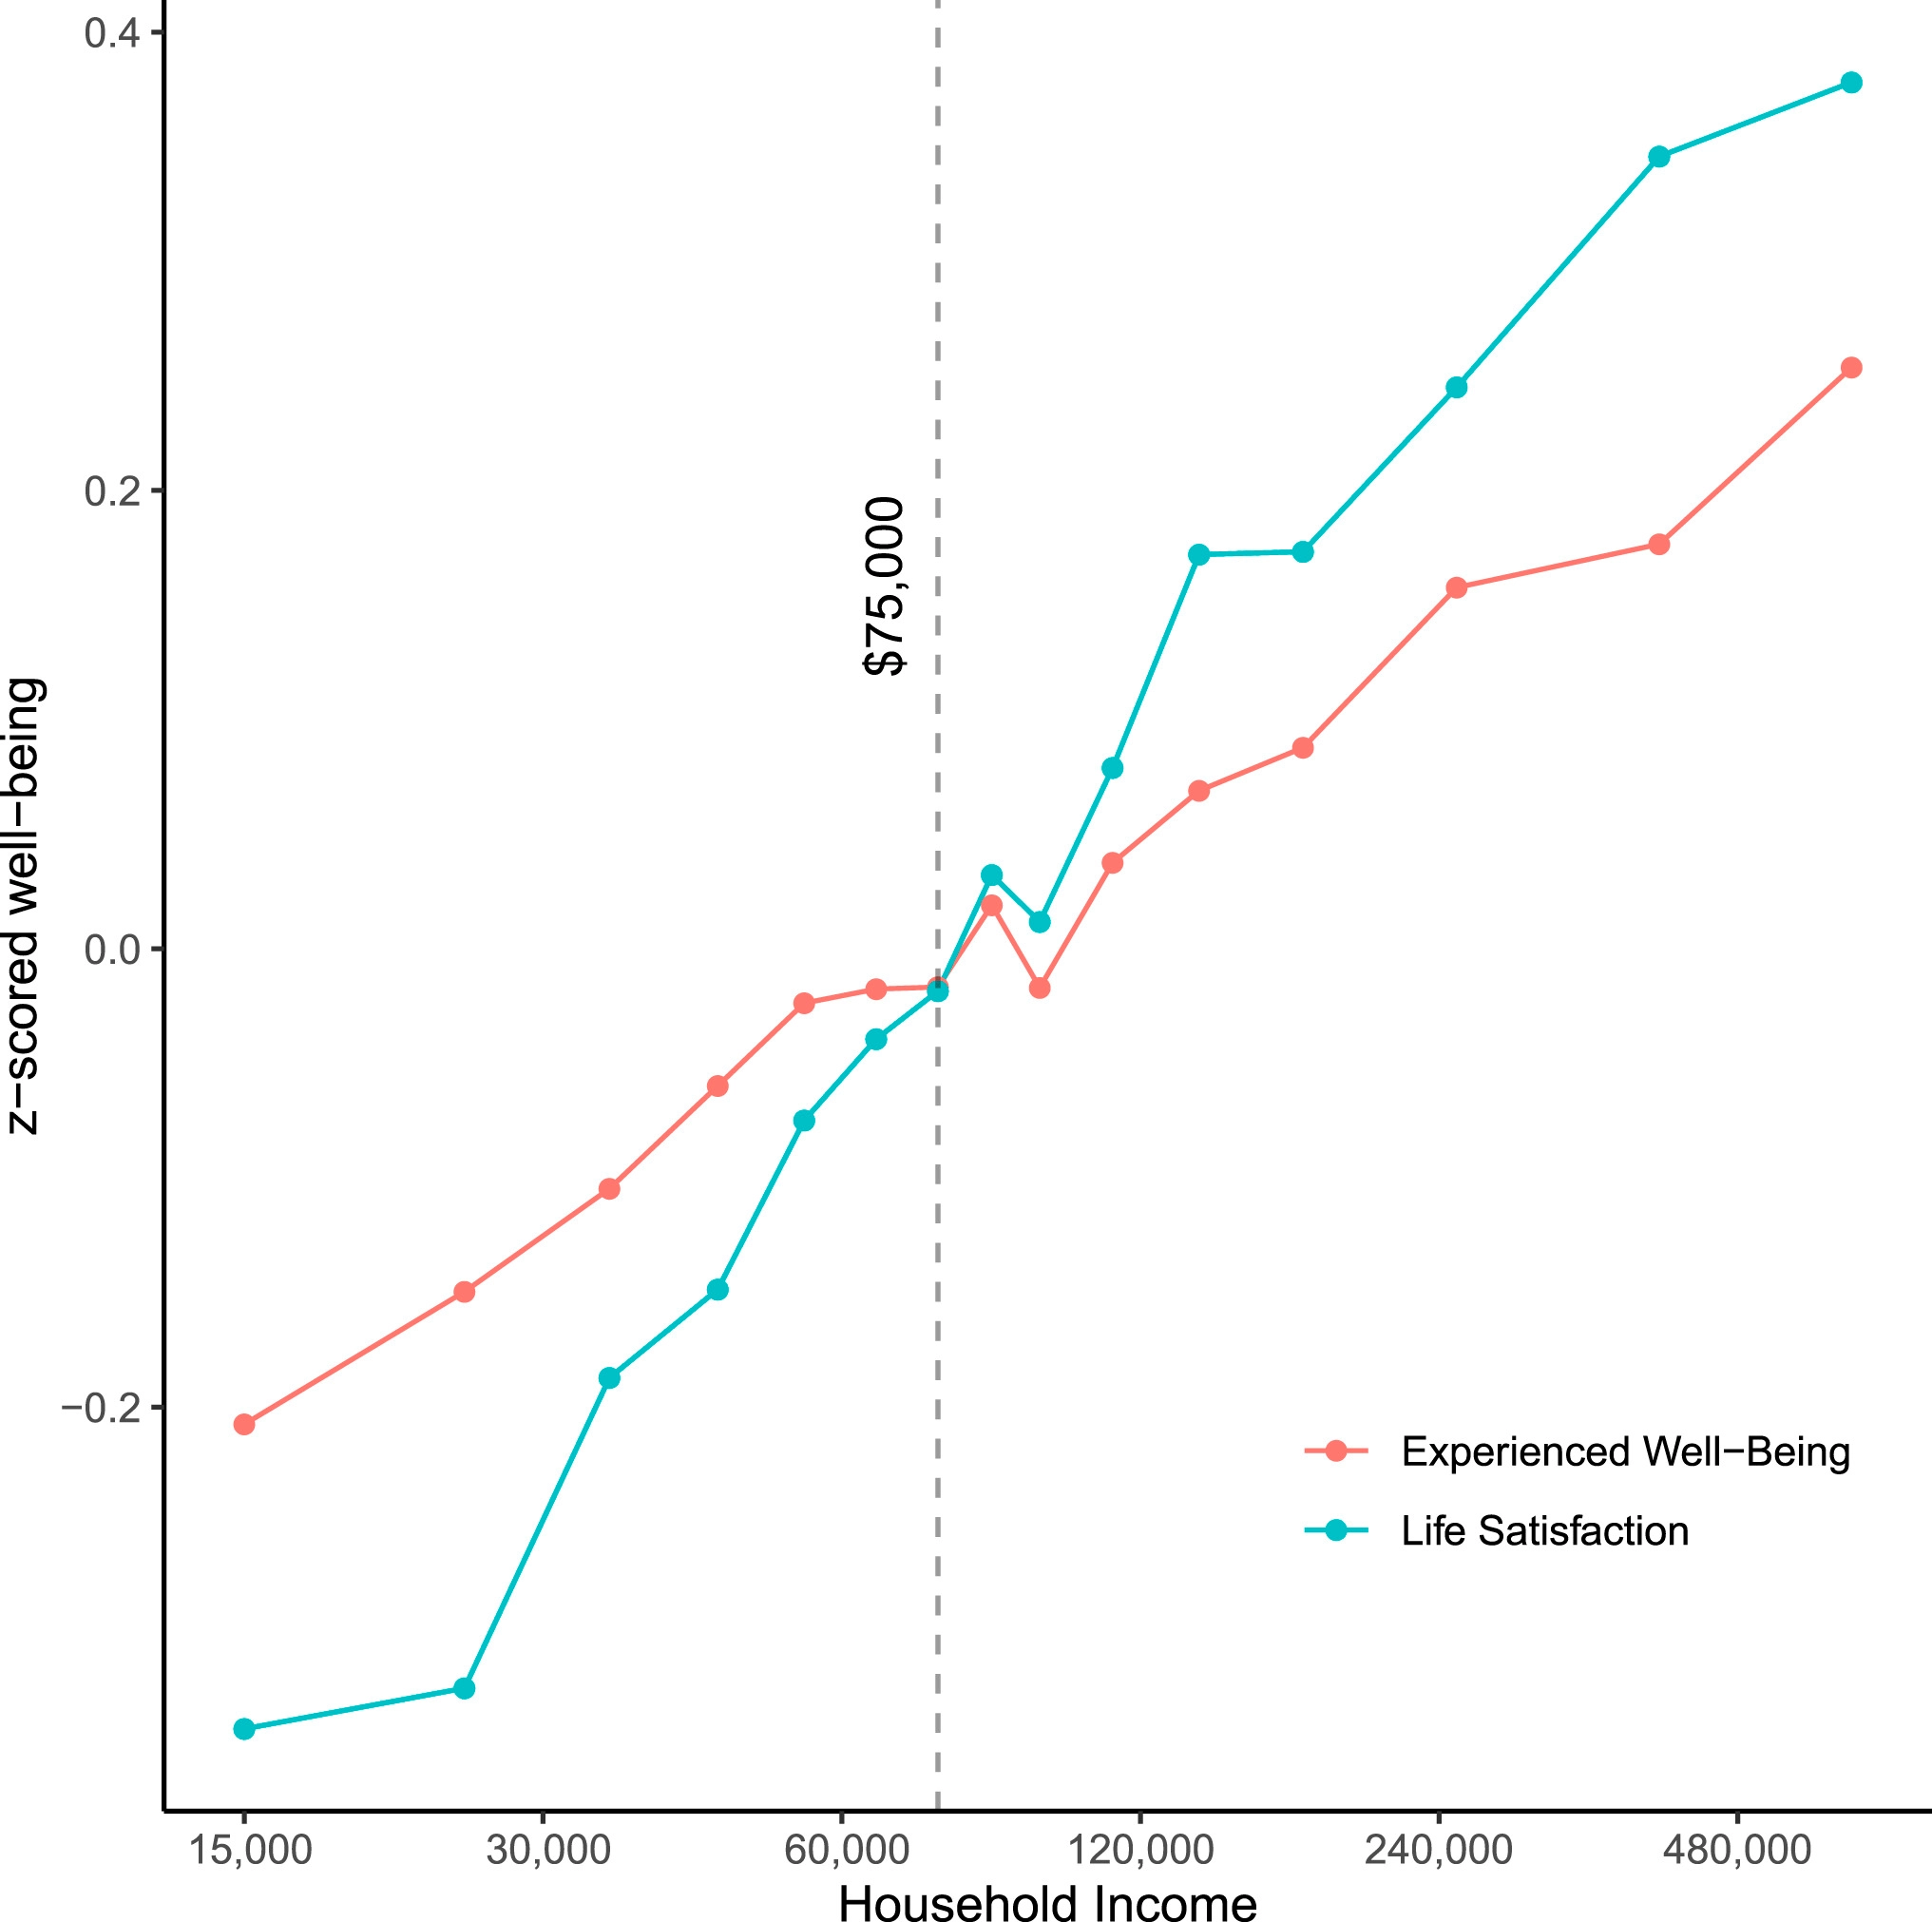 0.4
0.2
0.0
−0.2
z−scored well−being
$75,000
Experienced Well−Being
Life Satisfaction
15,000
30,000
60,000
120,000
240,000
480,000
Household Income